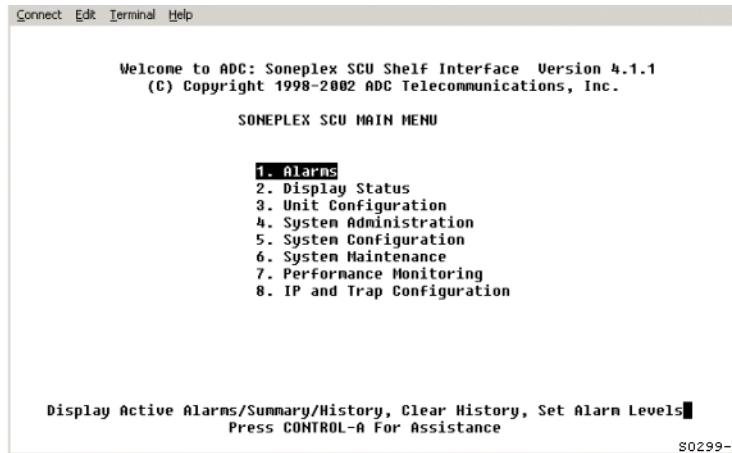 Connect Edit Terminal Help
Welcome to ADC: Soneplex SCU Shelf Interface Version 4.1.1
(C) Copyright 1998-2002 ADC Telecommunications, Inc.
SONEPLEX SCU MAIN MENU
1. Alarms
2. Display Status
3. Unit Configuration
4. System Administration
5. System Configuration
6. System Maintenance
7. Performance Monitoring
8. IP and Trap Configuration
Display Active Alarms/Summary/History, Clear History, Set Alarm Levels
Press CONTROL-A For Assistance
S0299-